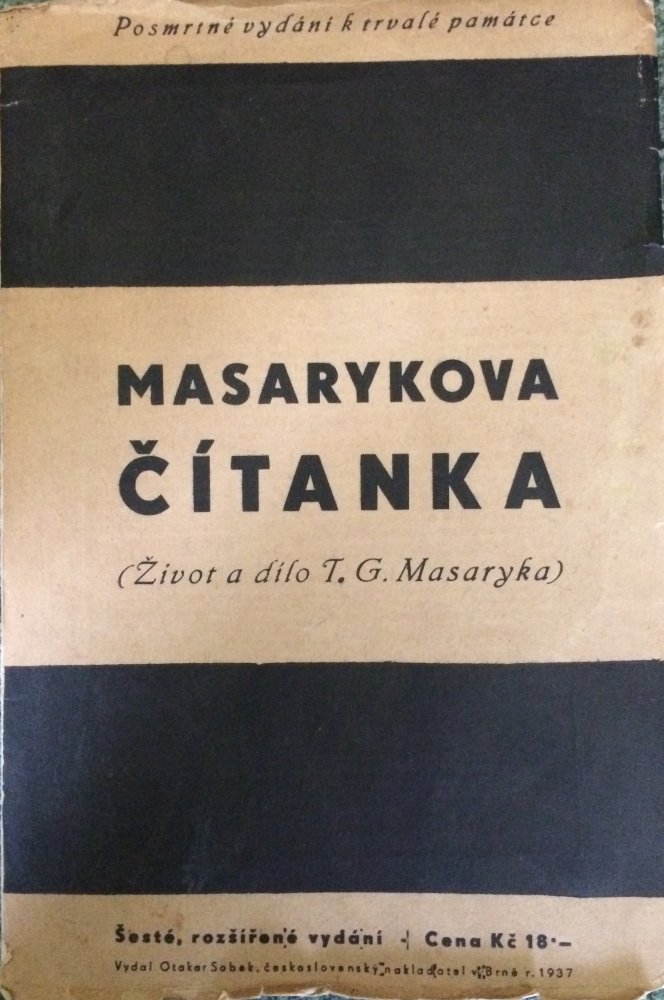 Posmrtné vydání k trvalé památce
MASARYKOVA
ČÍTANKA
(Život a dílo T. G. Masaryka)
Šesté, rozšířené vydání - Cena Kč 18·—
Vydal Otakar Sobek, československý nakladatel v Brně r. 1937